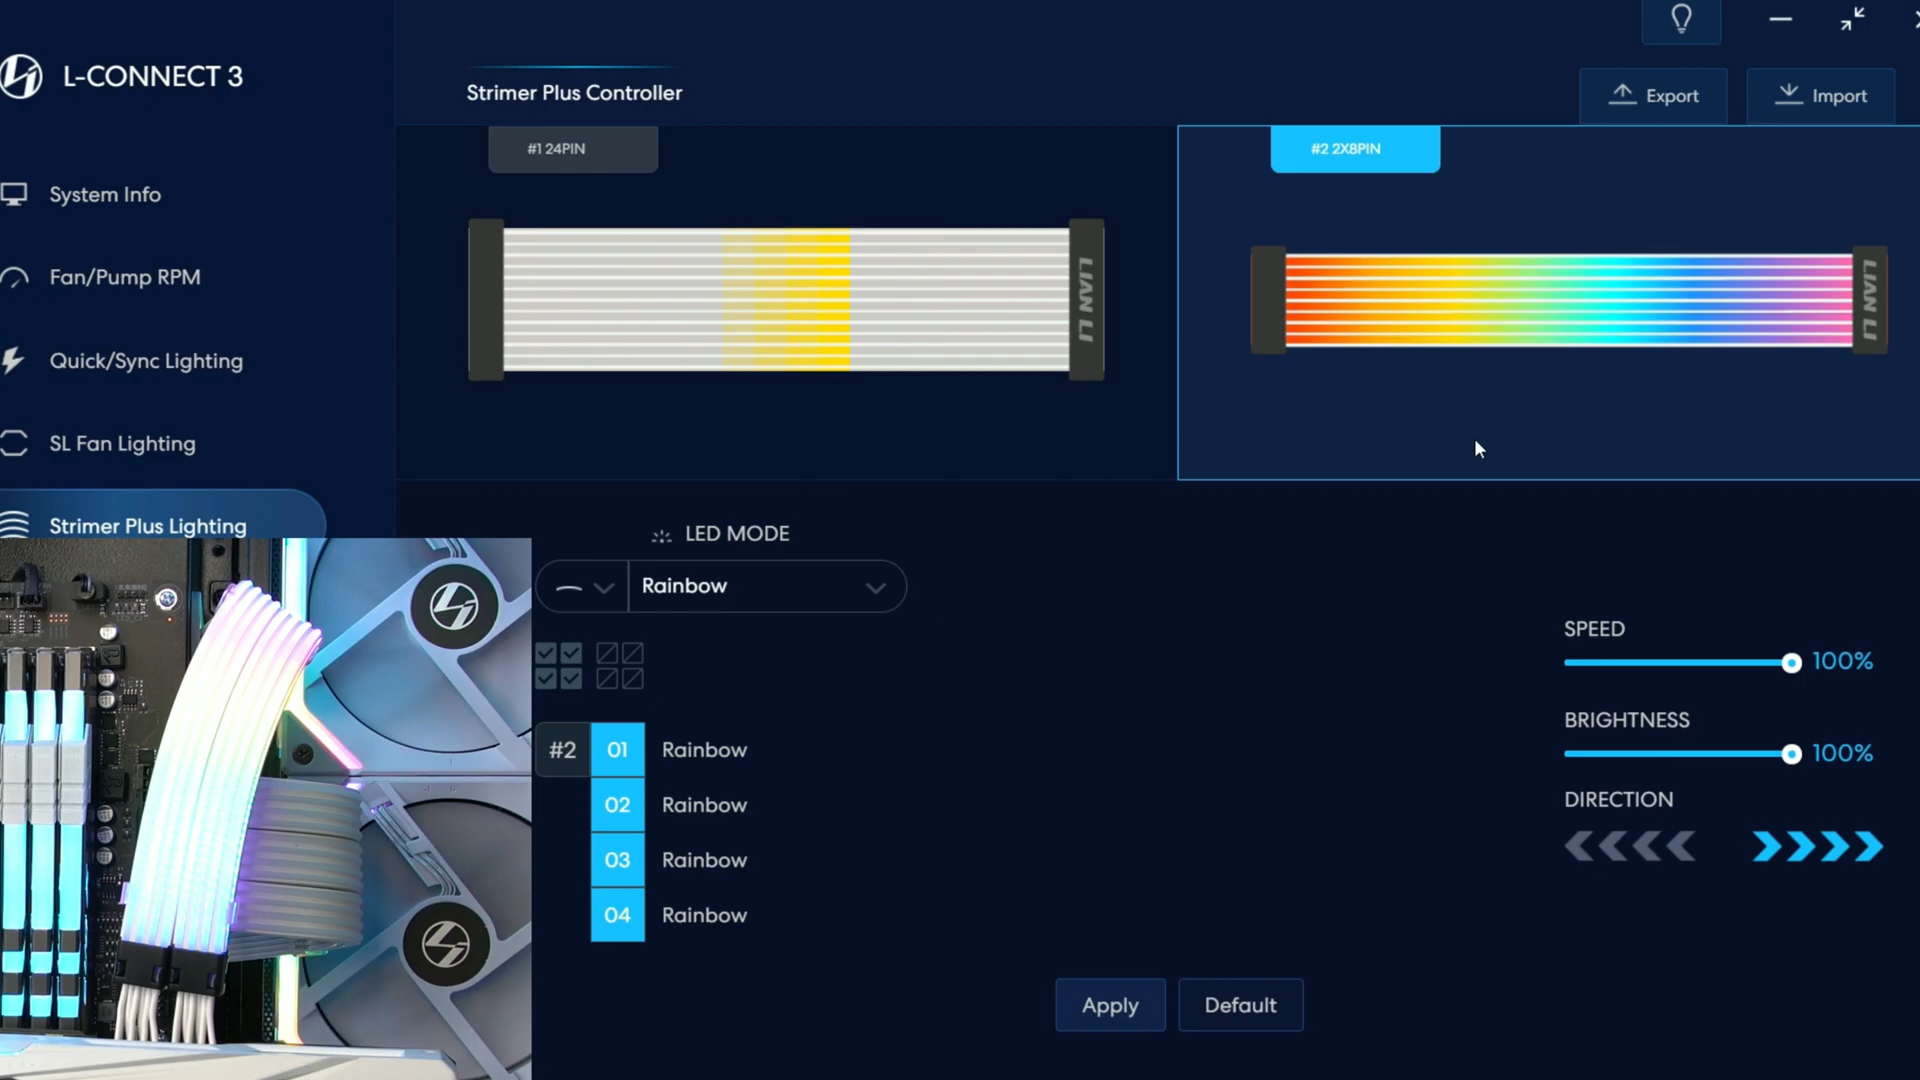 L-CONNECT 3
Strimer Plus Controller
Export
Import
#1 24PIN
#2 2X8PIN
System Info
Fan/Pump RPM
Quick/Sync Lighting
SL Fan Lighting
Strimer Plus Lighting
LIAN LI
LIAN LI
LED MODE
Rainbow
#2
01
Rainbow
02
Rainbow
03
Rainbow
04
Rainbow
SPEED
100%
BRIGHTNESS
100%
DIRECTION
Apply
Default